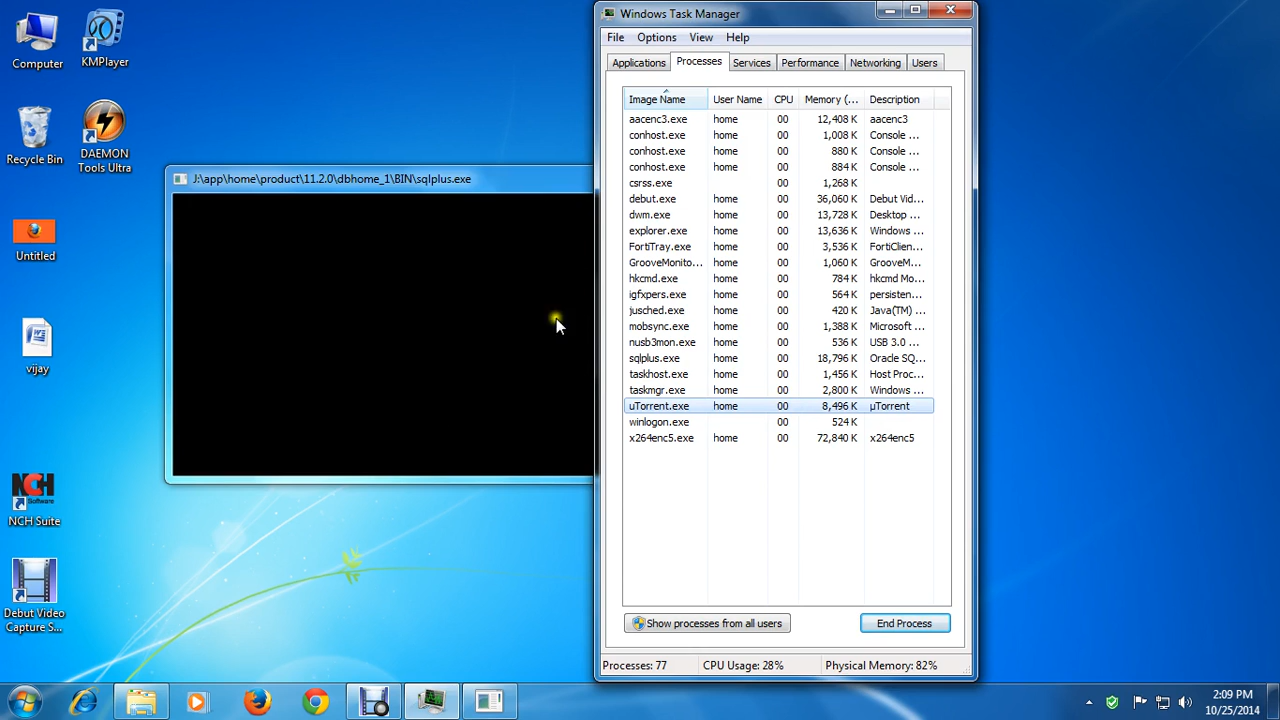 Computer
KMPlayer
Recycle Bin
DAEMON
Tools Ultra
Untitled
vijay
NCH
Software
NCH Suite
Debut Video
Capture S...
J:\app\home\product\11.2.0\dbhome_1\BIN\sqlplus.exe
Windows Task Manager
File Options View Help
Applications Processes Services Performance Networking Users
Image Name User Name CPU Memory (... Description
aacenc3.exe home 00 12,408 K aacenc3
conhost.exe home 00 1,008 K Console ...
conhost.exe home 00 880 K Console ...
conhost.exe home 00 884 K Console ...
csrss.exe 00 1,268 K
debut.exe home 00 36,060 K Debut Vid...
dwm.exe home 00 13,728 K Desktop ...
explorer.exe home 00 13,636 K Windows ...
FortiTray.exe home 00 3,536 K FortiClien...
GrooveMonito... home 00 1,060 K GrooveM...
hkcmd.exe home 00 784 K hkcmd Mo...
igfxpers.exe home 00 564 K persisten...
jusched.exe home 00 420 K Java(TM) ...
mobsync.exe home 00 1,388 K Microsoft ...
nusb3mon.exe home 00 536 K USB 3.0 ...
sqlplus.exe home 00 18,796 K Oracle SQ...
taskhost.exe home 00 1,456 K Host Proc...
taskmgr.exe home 00 2,800 K Windows ...
uTorrent.exe home 00 8,496 K µTorrent
winlogon.exe 00 524 K
x264enc5.exe home 00 72,840 K x264enc5
Show processes from all users End Process
Processes: 77 CPU Usage: 28% Physical Memory: 82%
2:09 PM
10/25/2014